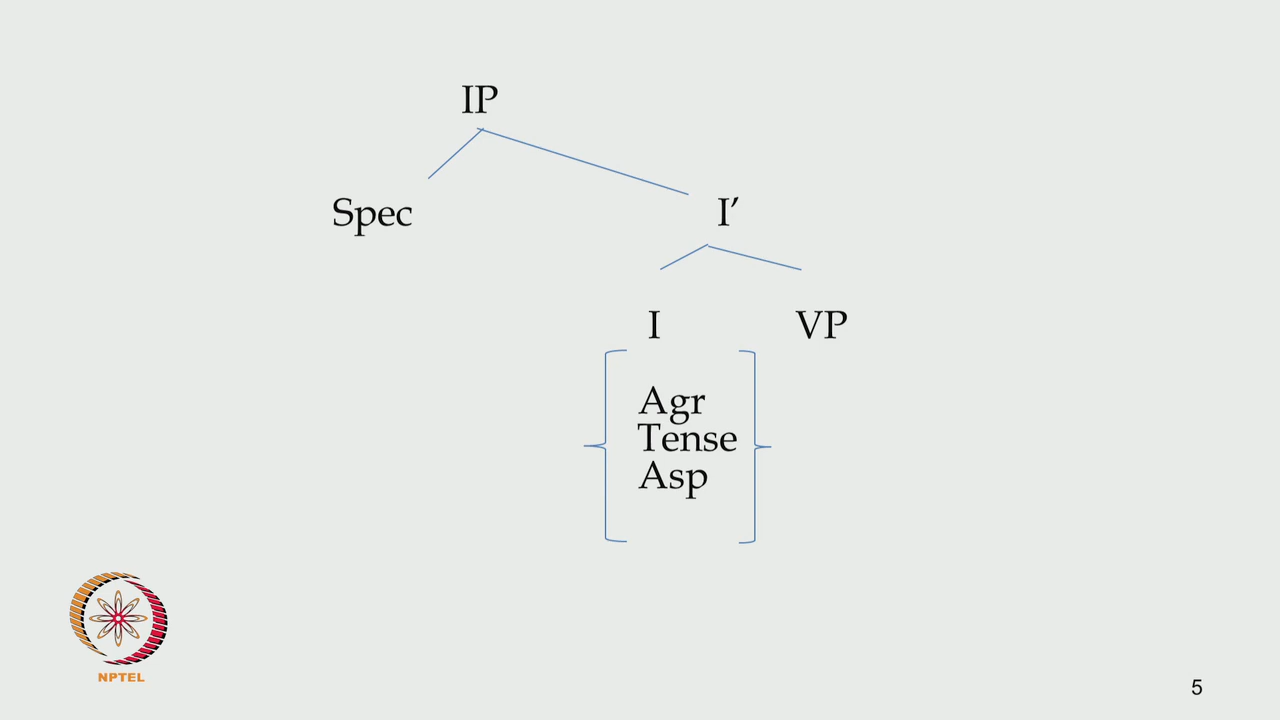 IP
Spec
I’
I
VP
Agr
Tense
Asp
NPTEL
5